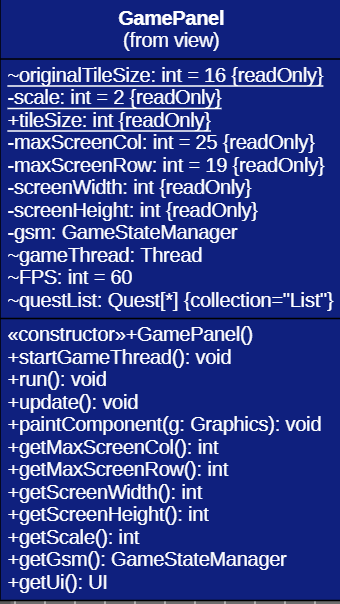 GamePanel
(from view)
~originalTileSize: int = 16 {readOnly}
-scale: int = 2 {readOnly}
+tileSize: int {readOnly}
-maxScreenCol: int = 25 {readOnly}
-maxScreenRow: int = 19 {readOnly}
-screenWidth: int {readOnly}
-screenHeight: int {readOnly}
-gsm: GameStateManager
~gameThread: Thread
~FPS: int = 60
~questList: Quest[*] {collection="List"}
«constructor»+GamePanel()
+startGameThread(): void
+run(): void
+update(): void
+paintComponent(g: Graphics): void
+getMaxScreenCol(): int
+getMaxScreenRow(): int
+getScreenWidth(): int
+getScreenHeight(): int
+getScale(): int
+getGsm(): GameStateManager
+getUi(): UI